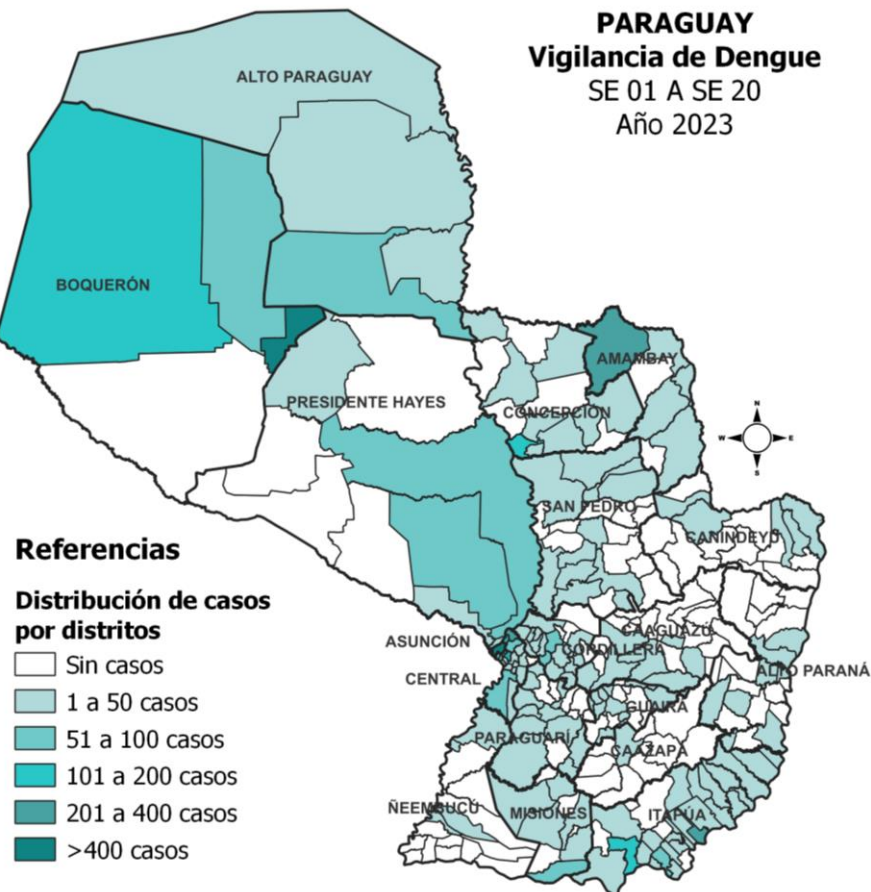 PARAGUAY
Vigilancia de Dengue
SE 01 A SE 20
Año 2023
ALTO PARAGUAY
BOQUERÓN
AMAMBAY
PRESIDENTE HAYES
CONCEPCIÓN
N
W
E
S
SAN PEDRO
CANINDEYÚ
Referencias
Distribución de casos
por distritos
Sin casos
1 a 50 casos
51 a 100 casos
101 a 200 casos
201 a 400 casos
>400 casos
ASUNCIÓN
CAAGUAZÚ
CORDILLERA
CENTRAL
ALTO PARANÁ
GUAIRÁ
PARAGUARÍ
CAAZAPÁ
ÑEEMBUCÚ
MISIONES
ITAPÚA